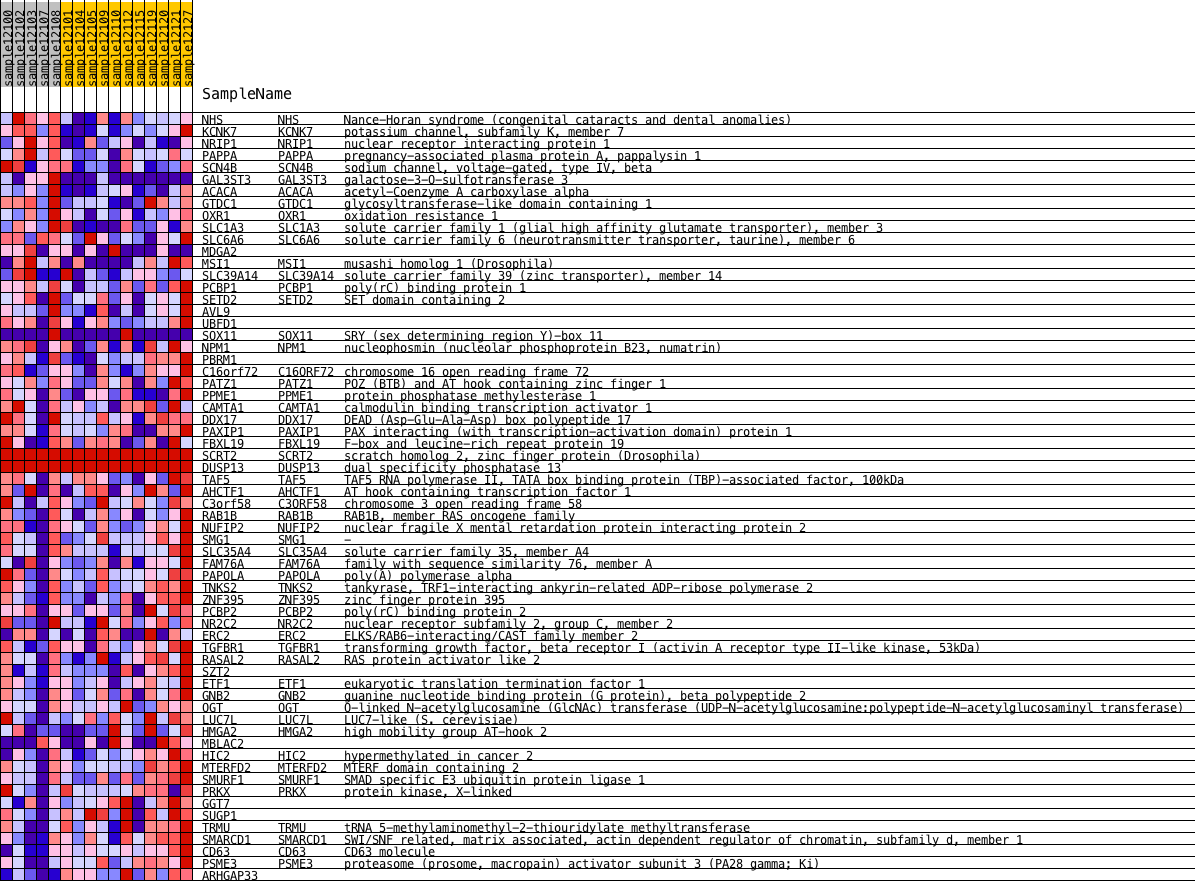 sample12100 sample12102 sample12103 sample12107 sample12108 sample12101 sample12104 sample12105 sample12109 sample12110 sample12112 sample12115 sample12119 sample12120 sample12121 sample12127
SampleName
NHS NHS Nance-Horan syndrome (congenital cataracts and dental anomalies)
KCNK7 KCNK7 potassium channel, subfamily K, member 7
NRIP1 NRIP1 nuclear receptor interacting protein 1
PAPPA PAPPA pregnancy-associated plasma protein A, pappalysin 1
SCN4B SCN4B sodium channel, voltage-gated, type IV, beta
GAL3ST3 GAL3ST3 galactose-3-O-sulfotransferase 3
ACACA ACACA acetyl-Coenzyme A carboxylase alpha
GTDC1 GTDC1 glycosyltransferase-like domain containing 1
OXR1 OXR1 oxidation resistance 1
SLC1A3 SLC1A3 solute carrier family 1 (glial high affinity glutamate transporter), member 3
SLC6A6 SLC6A6 solute carrier family 6 (neurotransmitter transporter, taurine), member 6
MDGA2
MSI1 MSI1 musashi homolog 1 (Drosophila)
SLC39A14 SLC39A14 solute carrier family 39 (zinc transporter), member 14
PCBP1 PCBP1 poly(rC) binding protein 1
SETD2 SETD2 SET domain containing 2
AVL9
UBFD1
SOX11 SOX11 SRY (sex determining region Y)-box 11
NPM1 NPM1 nucleophosmin (nucleolar phosphoprotein B23, numatrin)
PBRM1
C16orf72 C16ORF72 chromosome 16 open reading frame 72
PATZ1 PATZ1 POZ (BTB) and AT hook containing zinc finger 1
PPME1 PPME1 protein phosphatase methylesterase 1
CAMTA1 CAMTA1 calmodulin binding transcription activator 1
DDX17 DDX17 DEAD (Asp-Glu-Ala-Asp) box polypeptide 17
PAXIP1 PAXIP1 PAX interacting (with transcription-activation domain) protein 1
FBXL19 FBXL19 F-box and leucine-rich repeat protein 19
SCRT2 SCRT2 scratch homolog 2, zinc finger protein (Drosophila)
DUSP13 DUSP13 dual specificity phosphatase 13
TAF5 TAF5 TAF5 RNA polymerase II, TATA box binding protein (TBP)-associated factor, 100kDa
AHCTF1 AHCTF1 AT hook containing transcription factor 1
C3orf58 C3ORF58 chromosome 3 open reading frame 58
RAB1B RAB1B RAB1B, member RAS oncogene family
NUFIP2 NUFIP2 nuclear fragile X mental retardation protein interacting protein 2
SMG1 SMG1 -
SLC35A4 SLC35A4 solute carrier family 35, member A4
FAM76A FAM76A family with sequence similarity 76, member A
PAPOLA PAPOLA poly(A) polymerase alpha
TNKS2 TNKS2 tankyrase, TRF1-interacting ankyrin-related ADP-ribose polymerase 2
ZNF395 ZNF395 zinc finger protein 395
PCBP2 PCBP2 poly(rC) binding protein 2
NR2C2 NR2C2 nuclear receptor subfamily 2, group C, member 2
ERC2 ERC2 ELKS/RAB6-interacting/CAST family member 2
TGFBR1 TGFBR1 transforming growth factor, beta receptor I (activin A receptor type II-like kinase, 53kDa)
RASAL2 RASAL2 RAS protein activator like 2
SZT2
ETF1 ETF1 eukaryotic translation termination factor 1
GNB2 GNB2 guanine nucleotide binding protein (G protein), beta polypeptide 2
OGT OGT O-linked N-acetylglucosamine (GlcNAc) transferase (UDP-N-acetylglucosamine:polypeptide-N-acetylglucosaminyl transferase)
LUC7L LUC7L LUC7-like (S. cerevisiae)
HMGA2 HMGA2 high mobility group AT-hook 2
MBLAC2
HIC2 HIC2 hypermethylated in cancer 2
MTERFD2 MTERFD2 MTERF domain containing 2
SMURF1 SMURF1 SMAD specific E3 ubiquitin protein ligase 1
PRKX PRKX protein kinase, X-linked
GGT7
SUGP1
TRMU TRMU tRNA 5-methylaminomethyl-2-thiouridylate methyltransferase
SMARCD1 SMARCD1 SWI/SNF related, matrix associated, actin dependent regulator of chromatin, subfamily d, member 1
CD63 CD63 CD63 molecule
PSME3 PSME3 proteasome (prosome, macropain) activator subunit 3 (PA28 gamma; Ki)
ARHGAP33